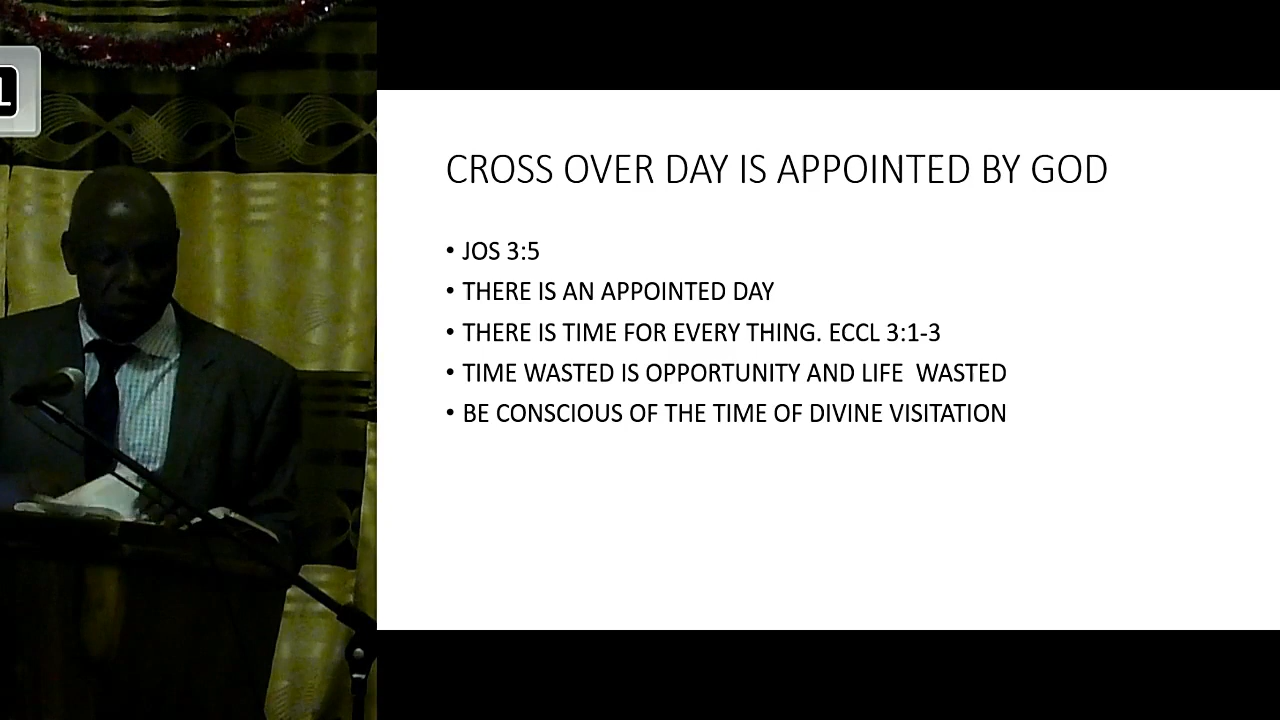 CROSS OVER DAY IS APPOINTED BY GOD
• JOS 3:5
• THERE IS AN APPOINTED DAY
• THERE IS TIME FOR EVERY THING. ECCL 3:1-3
• TIME WASTED IS OPPORTUNITY AND LIFE  WASTED
• BE CONSCIOUS OF THE TIME OF DIVINE VISITATION